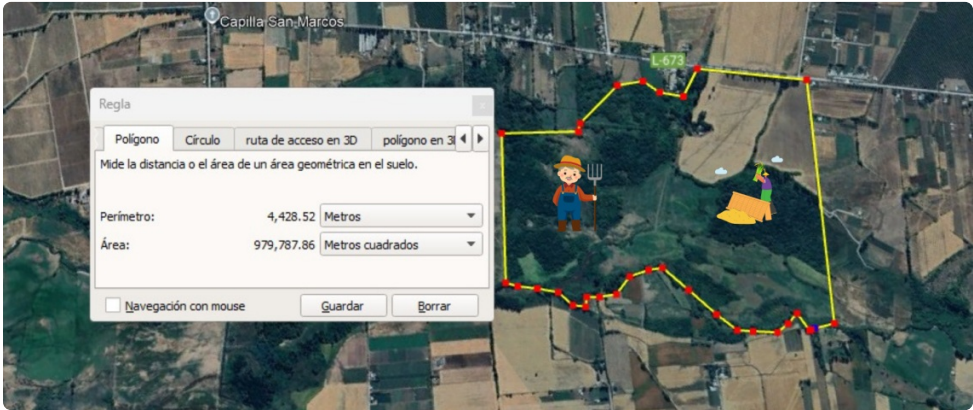 Capilla San Marcos
L-673
Regla
Polígono
Círculo
ruta de acceso en 3D
polígono en 3
Mide la distancia o el área de un área geométrica en el suelo.
Perímetro:
4,428.52
Metros
Área:
979,787.86
Metros cuadrados
Navegación con mouse
Guardar
Borrar